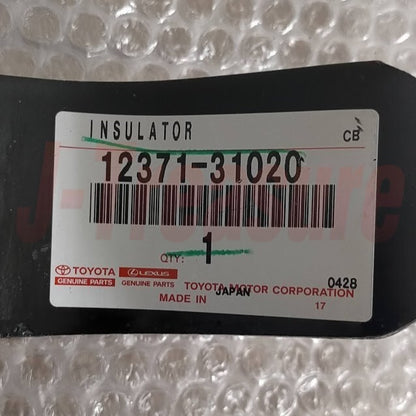 INSULATOR
CB
12371-31020
QTY: 1
TOYOTA LEXUS
GENUINE PARTS GENUINE PARTS TOYOTA MOTOR CORPORATION
0428
MADE IN JAPAN 17
J-Treasure